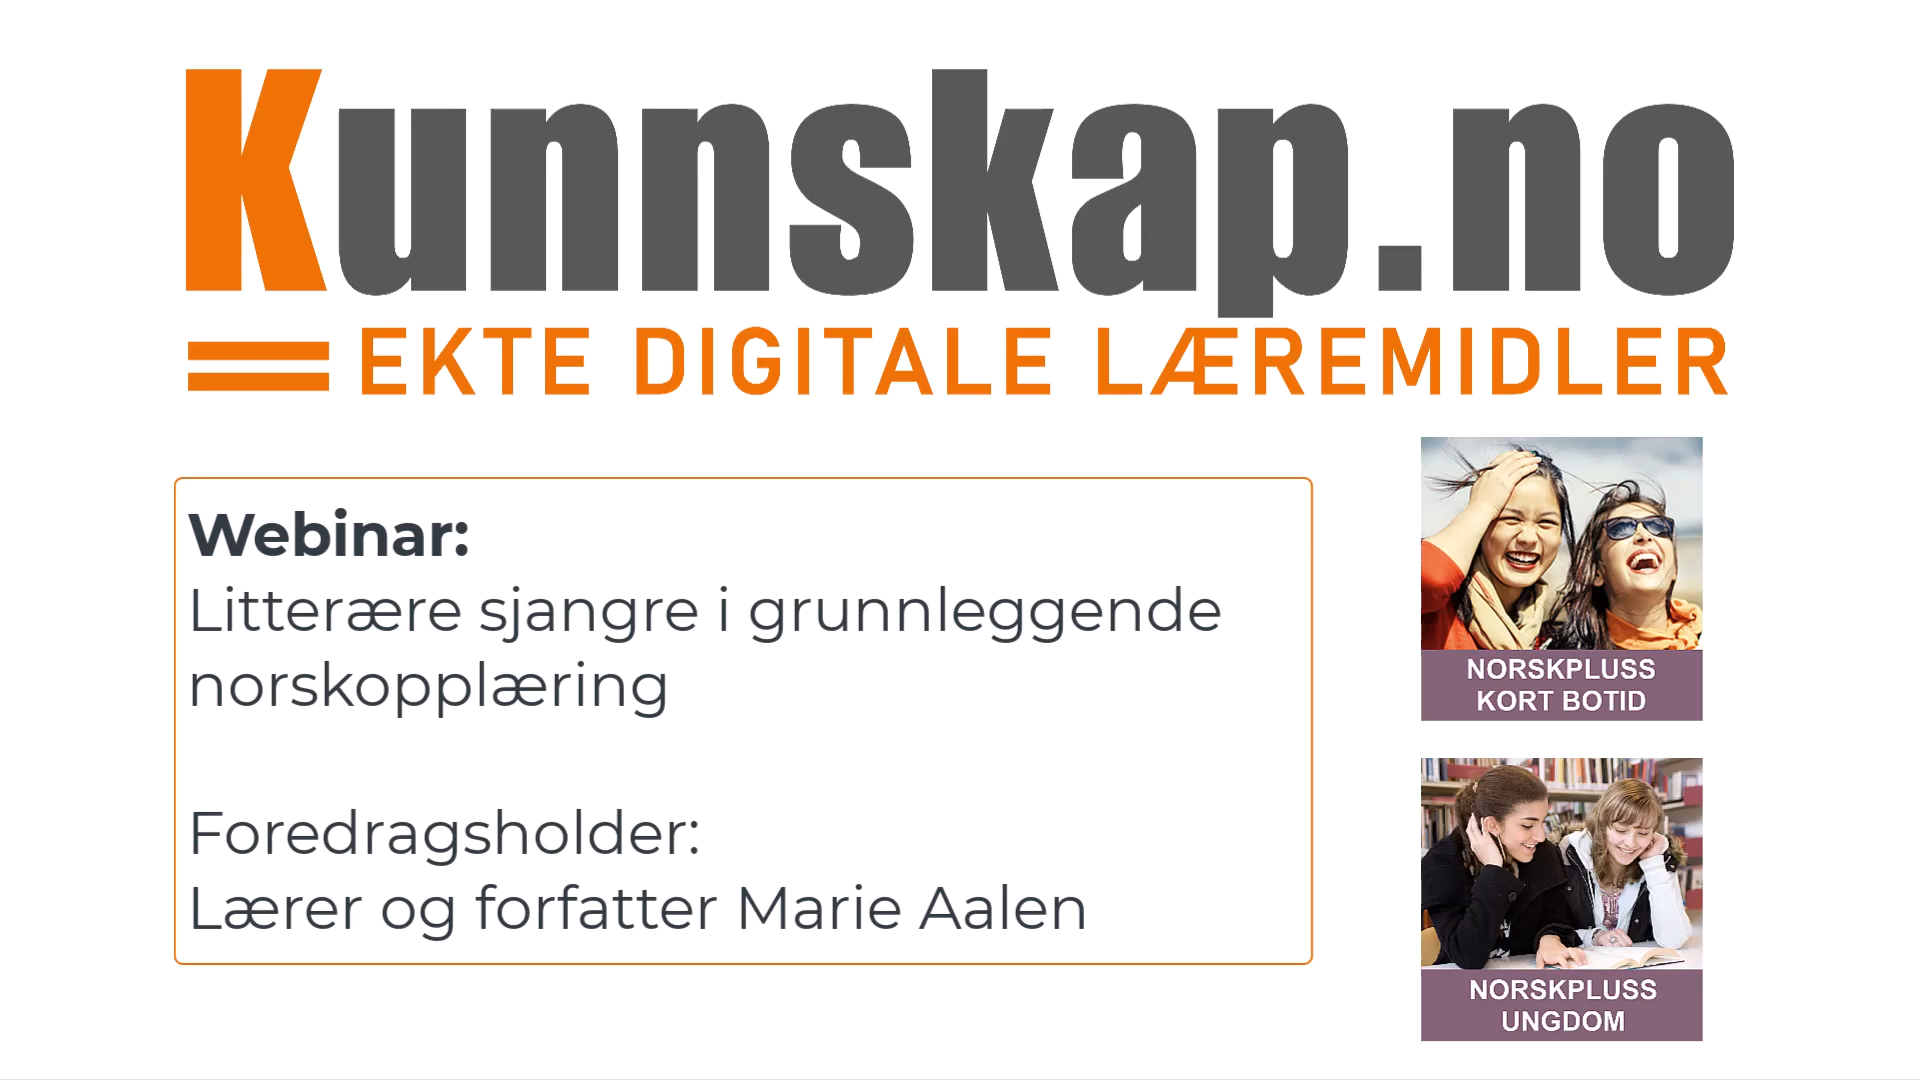 Kunnskap.no
EKTE DIGITALE LÆREMIDLER
Webinar:
Litterære sjangre i grunnleggende
norskopplæring
Foredragsholder:
Lærer og forfatter Marie Aalen
NORSKPLUSS
KORT BOTID
NORSKPLUSS
UNGDOM